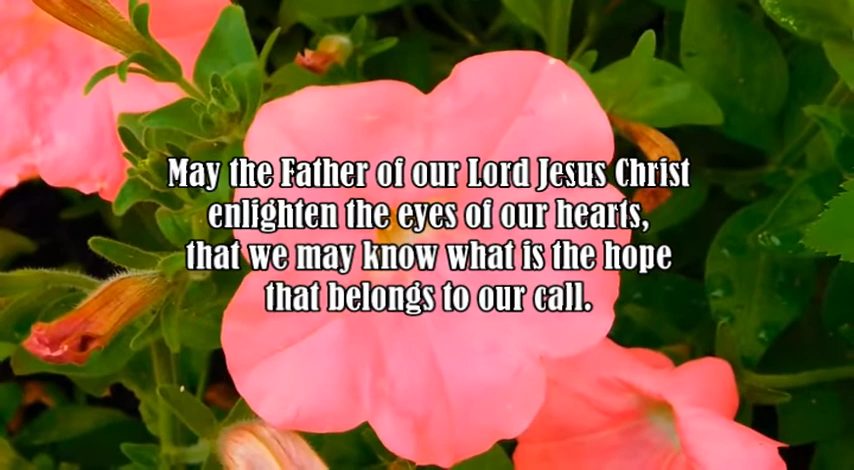 May the Father of our Lord Jesus Christ
enlighten the eyes of our hearts,
that we may know what is the hope
that belongs to our call.